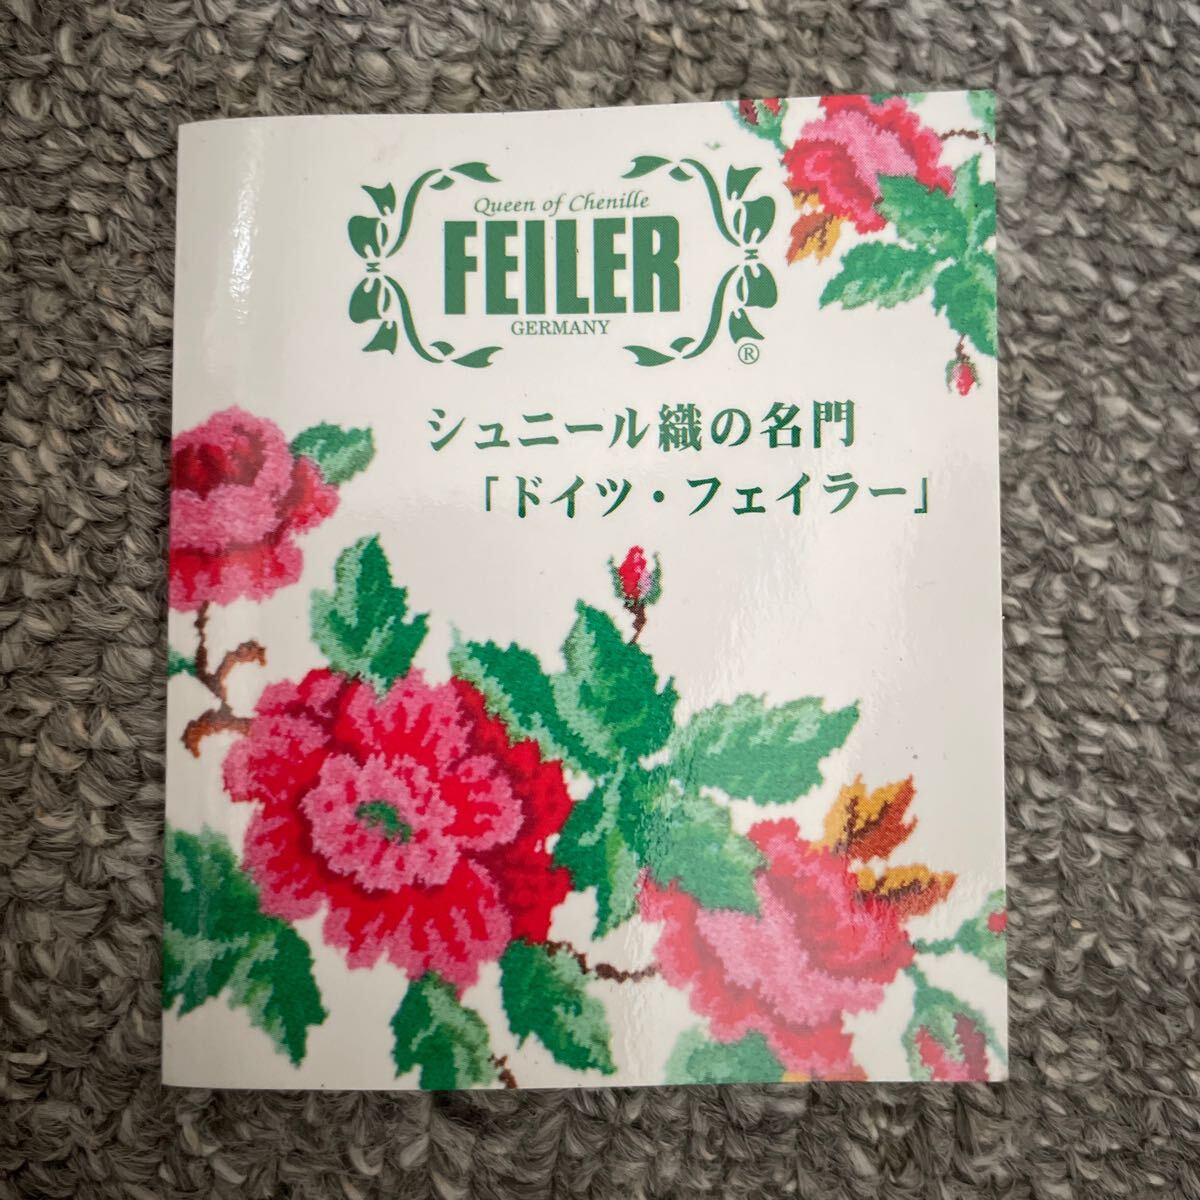 Queen of Chenille
FEILER
GERMANY
®
シュニール織の名門
「ドイツ・フェイラー」